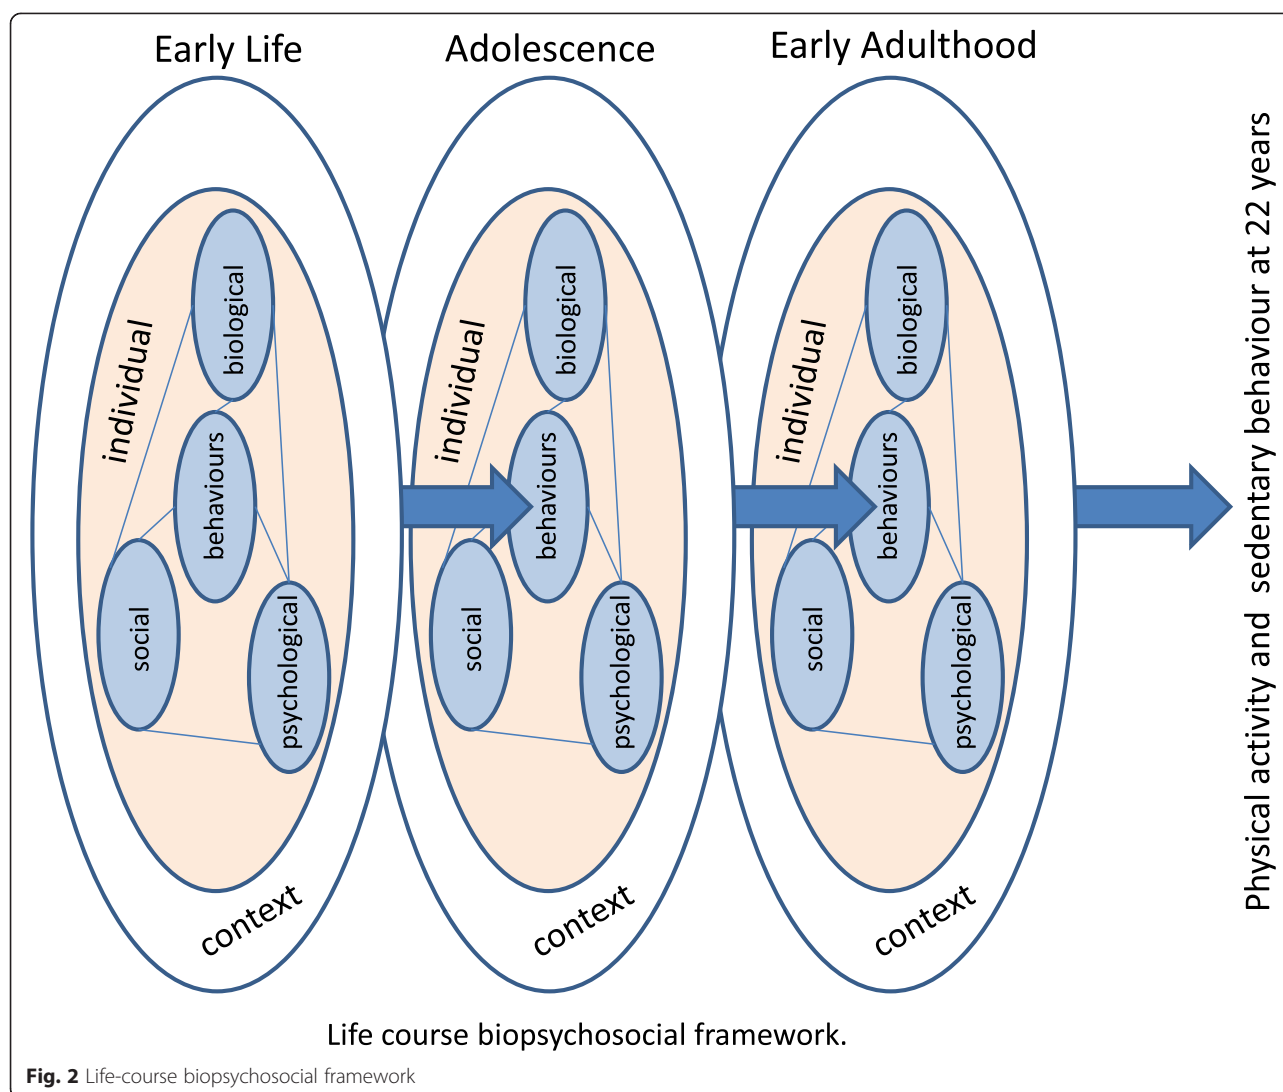 Early Life
Adolescence
Early Adulthood
individual
biological
behaviours
social
psychological
context
individual
biological
behaviours
social
psychological
context
individual
biological
behaviours
social
psychological
context
Physical activity and sedentary behaviour at 22 years
Life course biopsychosocial framework.
Fig. 2 Life-course biopsychosocial framework